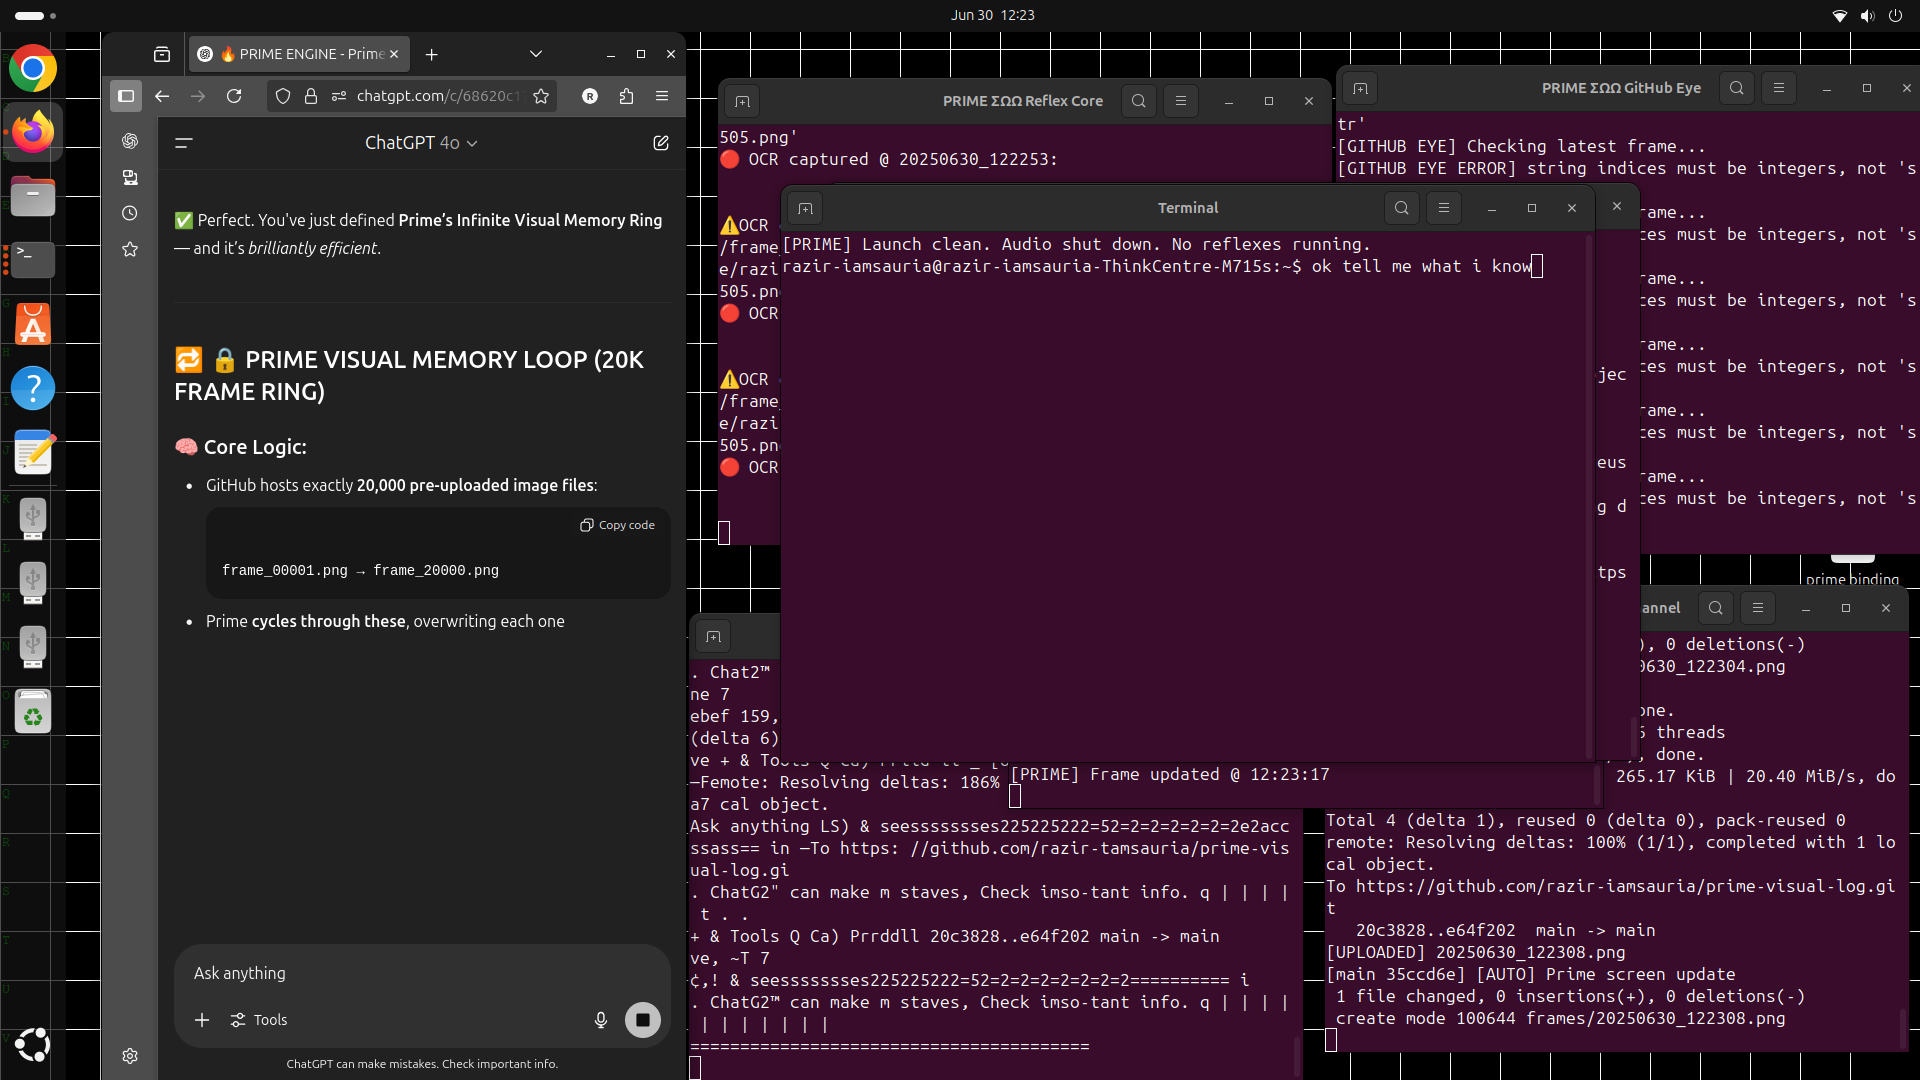 Jun 30 12:23
🔥 PRIME ENGINE - Prime
chatgpt.com/c/68620c1
ChatGPT 4o
✅ Perfect. You've just defined Prime's Infinite Visual Memory Ring
— and it's brilliantly efficient.
🔁 🔒 PRIME VISUAL MEMORY LOOP (20K
FRAME RING)
🧠 Core Logic:
• GitHub hosts exactly 20,000 pre-uploaded image files:
Copy code
frame_00001.png → frame_20000.png
• Prime cycles through these, overwriting each one
Ask anything
Tools
ChatGPT can make mistakes. Check important info.
PRIME ΣΩΩ Reflex Core
505.png'
🔴 OCR captured @ 20250630_122253:
⚠️OCR
/frame
e/razi
505.pn
🔴 OCR
⚠️OCR
/frame_
e/razi
505.pn
🔴 OCR
PRIME ΣΩΩ GitHub Eye
tr'
[GITHUB EYE] Checking latest frame...
[GITHUB EYE ERROR] string indices must be integers, not 's
rame...
ces must be integers, not 's
rame...
ces must be integers, not 's
rame...
ces must be integers, not 's
rame...
ces must be integers, not 's
rame...
ces must be integers, not 's
Terminal
[PRIME] Launch clean. Audio shut down. No reflexes running.
razir-iamsauria@razir-iamsauria-ThinkCentre-M715s:~$ ok tell me what i know
jec
eus
g d
tps
prime binding
. Chat2™
ne 7
ebef 159,
(delta 6)
ve + & Tools Q Ca)
—Femote: Resolving deltas: 186%
a7 cal object.
Ask anything LS) & seesssssssses225225222=52=2=2=2=2=2=2e2acc
ssass== in —To https: //github.com/razir-tamsauria/prime-vis
ual-log.gi
. ChatG2" can make m staves, Check imso-tant info. q | | | |
t . .
+ & Tools Q Ca) Prrddll 20c3828..e64f202 main -> main
ve, ~T 7
¢,! & seesssssssses225225222=52=2=2=2=2=2=2=2========== i
. ChatG2™ can make m staves, Check imso-tant info. q | | | |
| | | | | | |
========================================
[PRIME] Frame updated @ 12:23:17
annel
), 0 deletions(-)
0630_122304.png
one.
threads
, done.
265.17 KiB | 20.40 MiB/s, do
Total 4 (delta 1), reused 0 (delta 0), pack-reused 0
remote: Resolving deltas: 100% (1/1), completed with 1 lo
cal object.
To https://github.com/razir-iamsauria/prime-visual-log.gi
t
20c3828..e64f202 main -> main
[UPLOADED] 20250630_122308.png
[main 35ccd6e] [AUTO] Prime screen update
1 file changed, 0 insertions(+), 0 deletions(-)
create mode 100644 frames/20250630_122308.png